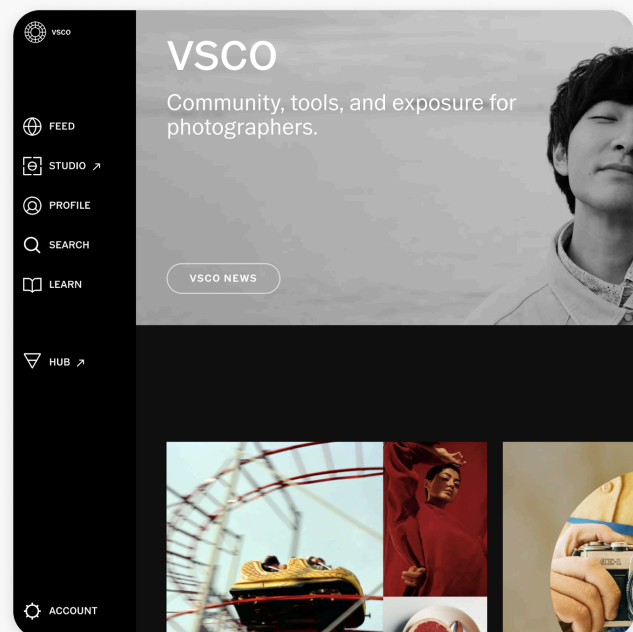 VSCO
FEED
STUDIO ↗
PROFILE
SEARCH
LEARN
HUB ↗
ACCOUNT
VSCO
Community, tools, and exposure for
photographers.
VSCO NEWS